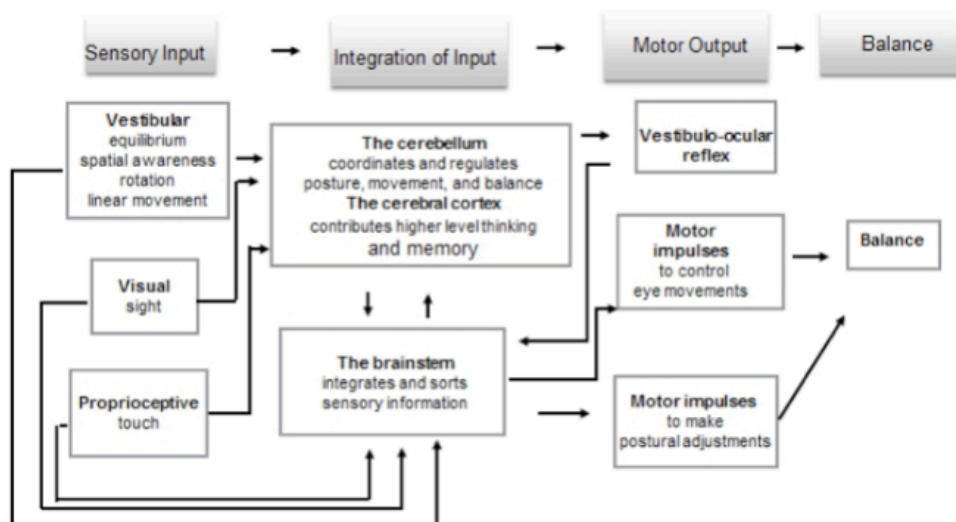 Sensory Input
Integration of Input
Motor Output
Balance
Vestibular
equilibrium
spatial awareness
rotation
linear movement
Visual
sight
Proprioceptive
touch
The cerebellum
coordinates and regulates
posture, movement, and balance
The cerebral cortex
contributes higher level thinking
and memory
The brainstem
integrates and sorts
sensory information
Vestibulo-ocular
reflex
Motor
impulses
to control
eye movements
Motor impulses
to make
postural adjustments
Balance